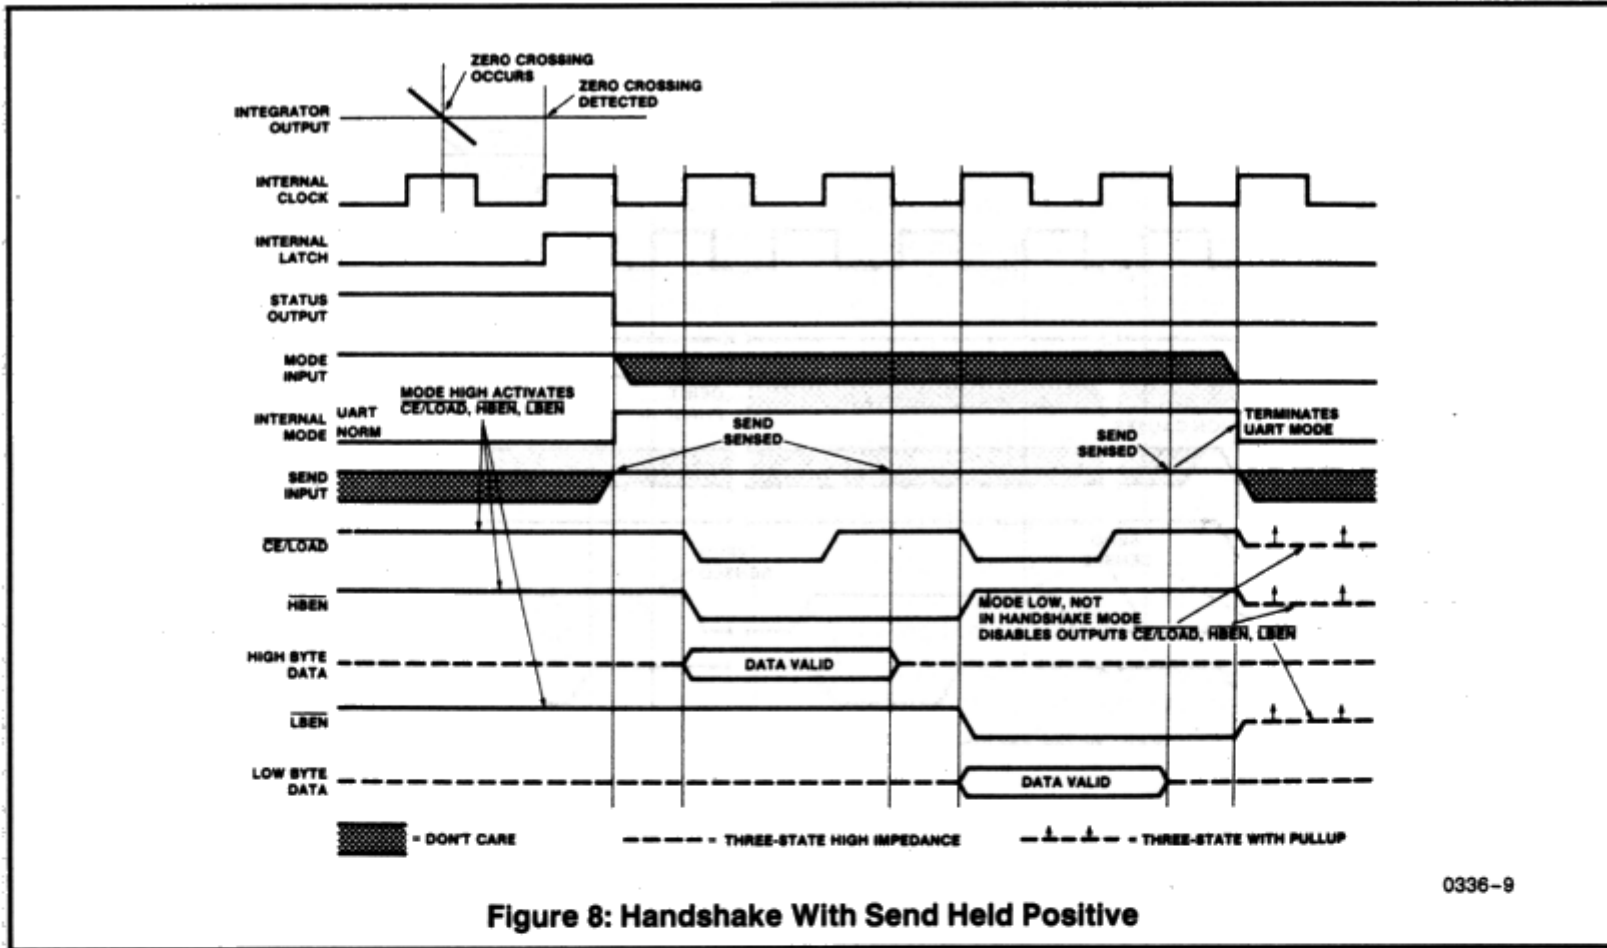 ZERO CROSSING
OCCURS
ZERO CROSSING
DETECTED
INTEGRATOR
OUTPUT
INTERNAL
CLOCK
INTERNAL
LATCH
STATUS
OUTPUT
MODE
INPUT
MODE HIGH ACTIVATES
CE/LOAD, HBEN, LBEN
INTERNAL
MODE
UART
NORM
SEND
SENSED
SEND
SENSED
TERMINATES
UART MODE
SEND
INPUT
CE/LOAD
HBEN
MODE LOW, NOT
IN HANDSHAKE MODE
DISABLES OUTPUTS CE/LOAD, HBEN, LBEN
HIGH BYTE
DATA
DATA VALID
LBEN
LOW BYTE
DATA
DATA VALID
= DON'T CARE
= THREE-STATE HIGH IMPEDANCE
= THREE-STATE WITH PULLUP
0336-9
Figure 8: Handshake With Send Held Positive